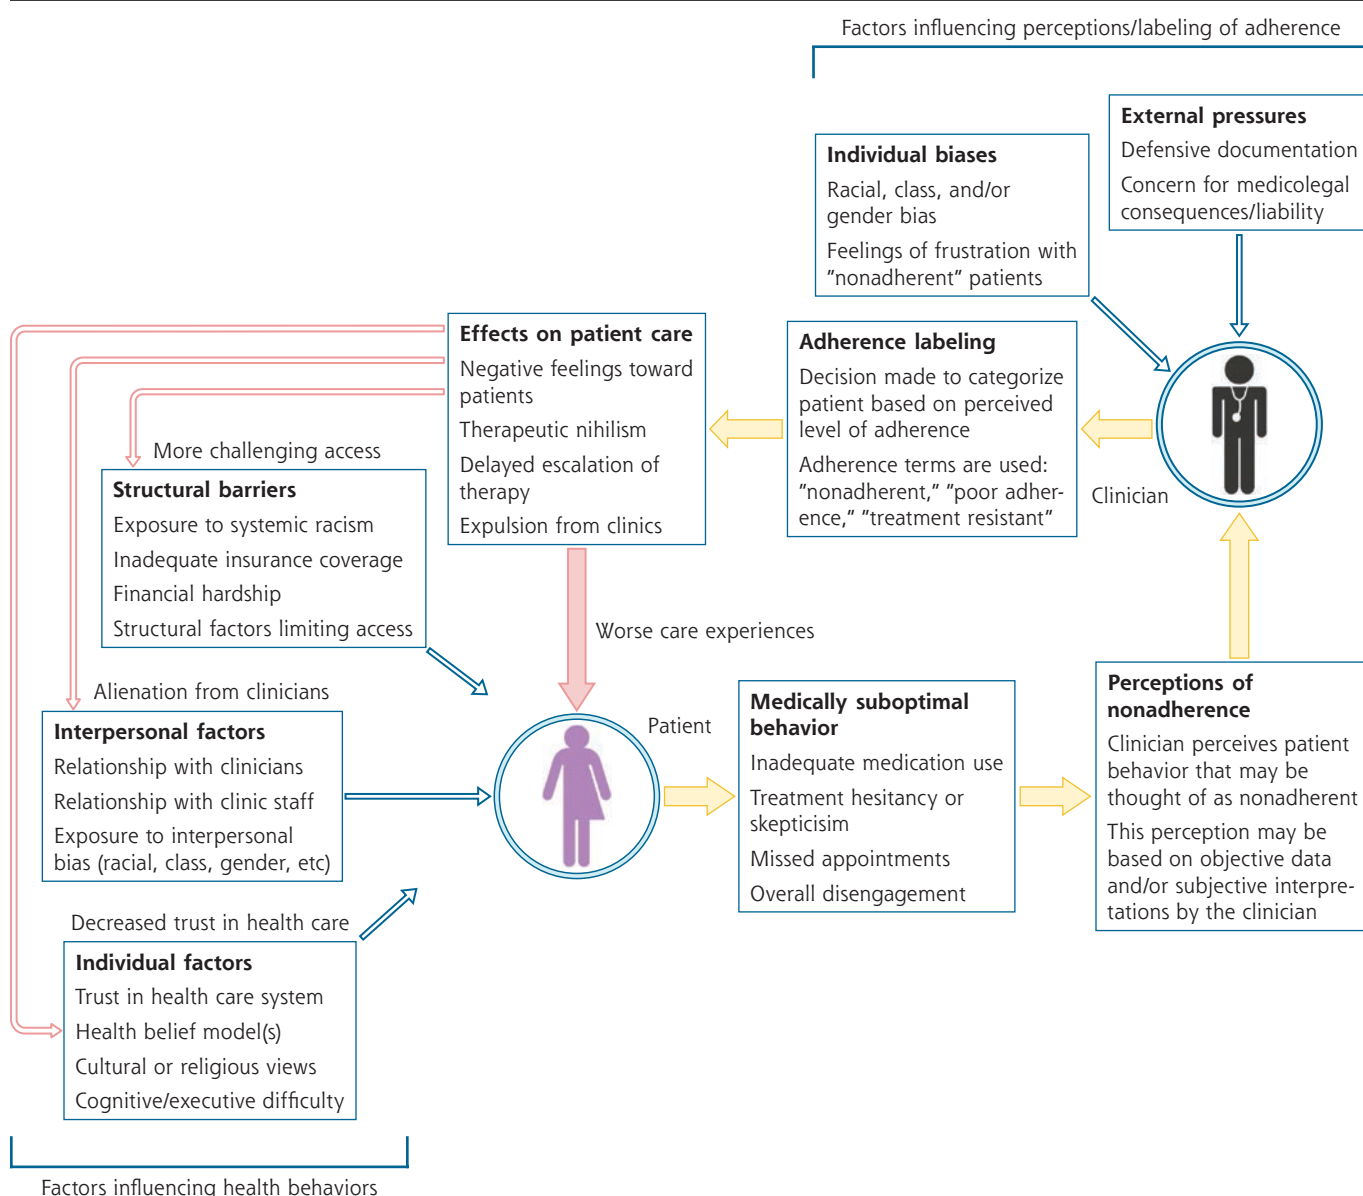 Factors influencing perceptions/labeling of adherence
External pressures
Defensive documentation
Concern for medicolegal
consequences/liability
Individual biases
Racial, class, and/or
gender bias
Feelings of frustration with
"nonadherent" patients
Effects on patient care
Negative feelings toward
patients
Therapeutic nihilism
Delayed escalation of
therapy
Expulsion from clinics
Adherence labeling
Decision made to categorize
patient based on perceived
level of adherence
Adherence terms are used:
"nonadherent," "poor adher-
ence," "treatment resistant"
Clinician
More challenging access
Structural barriers
Exposure to systemic racism
Inadequate insurance coverage
Financial hardship
Structural factors limiting access
Worse care experiences
Alienation from clinicians
Interpersonal factors
Relationship with clinicians
Relationship with clinic staff
Exposure to interpersonal
bias (racial, class, gender, etc)
Patient
Medically suboptimal
behavior
Inadequate medication use
Treatment hesitancy or
skepticisim
Missed appointments
Overall disengagement
Perceptions of
nonadherence
Clinician perceives patient
behavior that may be
thought of as nonadherent
This perception may be
based on objective data
and/or subjective interpre-
tations by the clinician
Decreased trust in health care
Individual factors
Trust in health care system
Health belief model(s)
Cultural or religious views
Cognitive/executive difficulty
Factors influencing health behaviors